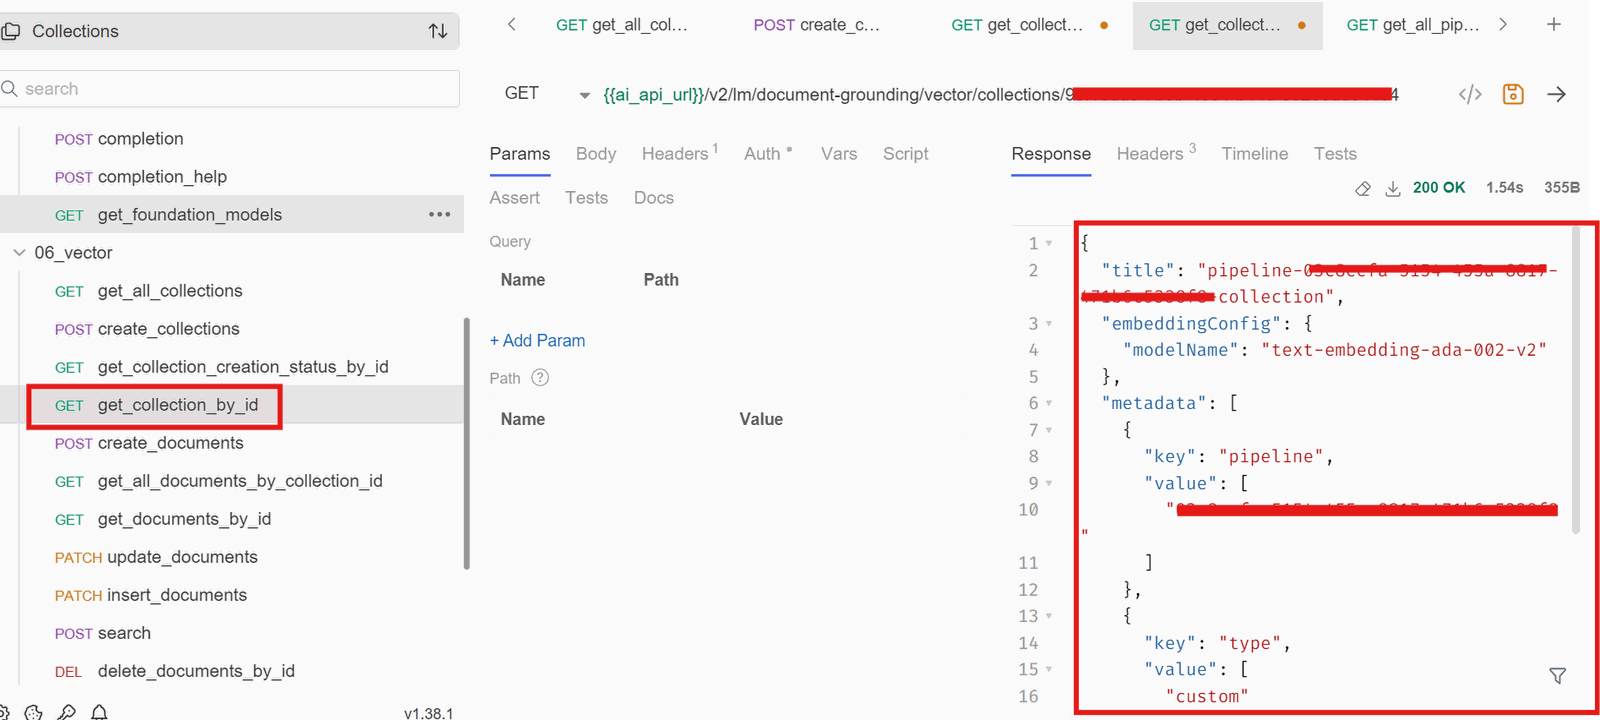 Collections
search
POST completion
POST completion_help
GET get_foundation_models
06_vector
GET get_all_collections
POST create_collections
GET get_collection_creation_status_by_id
GET get_collection_by_id
POST create_documents
GET get_all_documents_by_collection_id
GET get_documents_by_id
PATCH update_documents
PATCH insert_documents
POST search
DEL delete_documents_by_id
v1.38.1
GET get_all_col... POST create_c... GET get_collect... GET get_collect... GET get_all_pip...
GET {{ai_api_url}}/v2/lm/document-grounding/vector/collections/9 4
Params Body Headers 1 Auth Vars Script
Assert Tests Docs
Query
Name Path
+ Add Param
Path ?
Name Value
Response Headers 3 Timeline Tests
200 OK 1.54s 355B
1 {
2 "title": "pipeline- -
-collection",
3 "embeddingConfig": {
4 "modelName": "text-embedding-ada-002-v2"
5 },
6 "metadata": [
7 {
8 "key": "pipeline",
9 "value": [
10 "
"
11 ]
12 },
13 {
14 "key": "type",
15 "value": [
16 "custom"